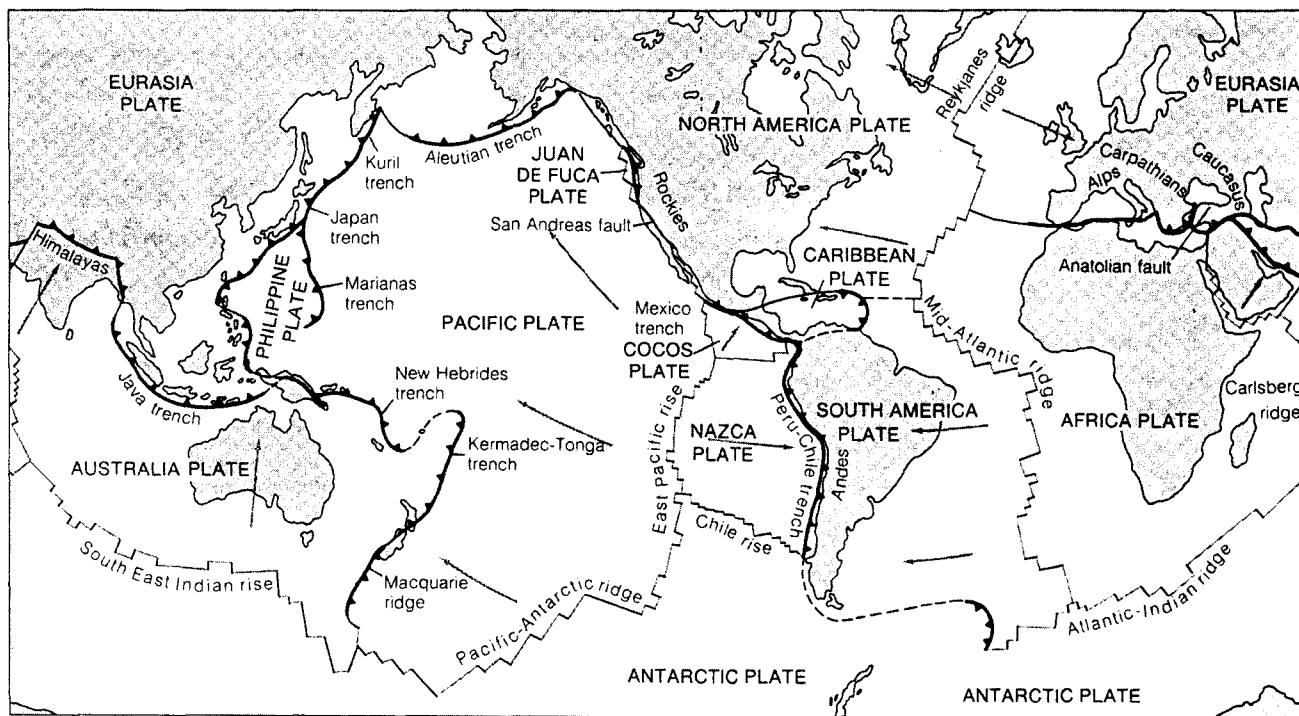 EURASIA
PLATE
Kuril
trench
Aleutian trench
JUAN
DE FUCA
PLATE
NORTH AMERICA PLATE
Reykjanes
ridge
EURASIA
PLATE
Carpathians
Caucasus
Alps
Rockies
Japan
trench
San Andreas fault
Himalayas
Marianas
trench
PHILIPPINE
PLATE
CARIBBEAN
PLATE
Anatolian fault
PACIFIC PLATE
Mexico
trench
COCOS
PLATE
Mid-Atlantic ridge
Java trench
New Hebrides
trench
Carlsberg
ridge
SOUTH AMERICA
PLATE
AFRICA PLATE
NAZCA
PLATE
Peru-Chile trench
Andes
East Pacific rise
Kermadec-Tonga
trench
AUSTRALIA PLATE
Chile rise
South East Indian rise
Macquarie
ridge
Pacific-Antarctic ridge
Atlantic-Indian ridge
ANTARCTIC PLATE
ANTARCTIC PLATE